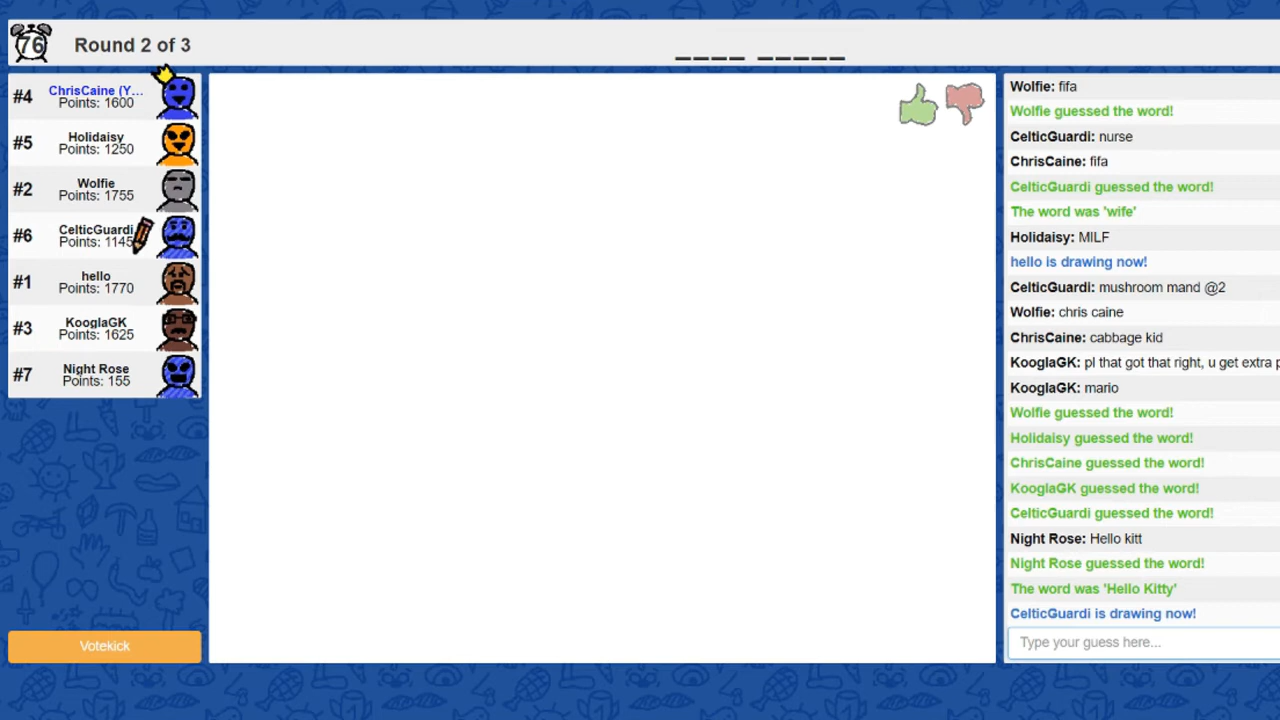 76
Round 2 of 3
____ _____
#4
ChrisCaine (Y...
Points: 1600
#5
Holidaisy
Points: 1250
#2
Wolfie
Points: 1755
#6
CelticGuardi
Points: 1145
#1
hello
Points: 1770
#3
KooglaGK
Points: 1625
#7
Night Rose
Points: 155
Votekick
Wolfie: fifa
Wolfie guessed the word!
CelticGuardi: nurse
ChrisCaine: fifa
CelticGuardi guessed the word!
The word was 'wife'
Holidaisy: MILF
hello is drawing now!
CelticGuardi: mushroom mand @2
Wolfie: chris caine
ChrisCaine: cabbage kid
KooglaGK: pl that got that right, u get extra p
KooglaGK: mario
Wolfie guessed the word!
Holidaisy guessed the word!
ChrisCaine guessed the word!
KooglaGK guessed the word!
CelticGuardi guessed the word!
Night Rose: Hello kitt
Night Rose guessed the word!
The word was 'Hello Kitty'
CelticGuardi is drawing now!
Type your guess here...